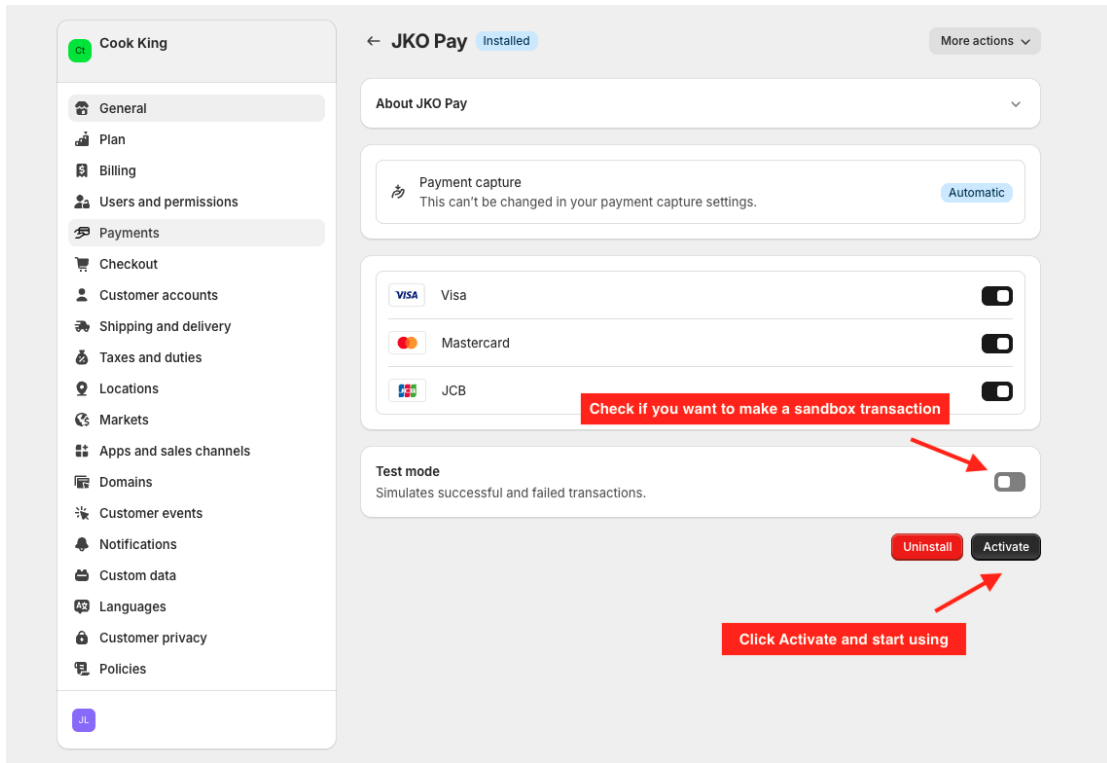 Ct
Cook King
General
Plan
Billing
Users and permissions
Payments
Checkout
Customer accounts
Shipping and delivery
Taxes and duties
Locations
Markets
Apps and sales channels
Domains
Customer events
Notifications
Custom data
Languages
Customer privacy
Policies
JL
JKO Pay Installed
More actions
About JKO Pay
Payment capture
This can't be changed in your payment capture settings.
Automatic
VISA Visa
Mastercard
JCB JCB
Check if you want to make a sandbox transaction
Test mode
Simulates successful and failed transactions.
Uninstall Activate
Click Activate and start using